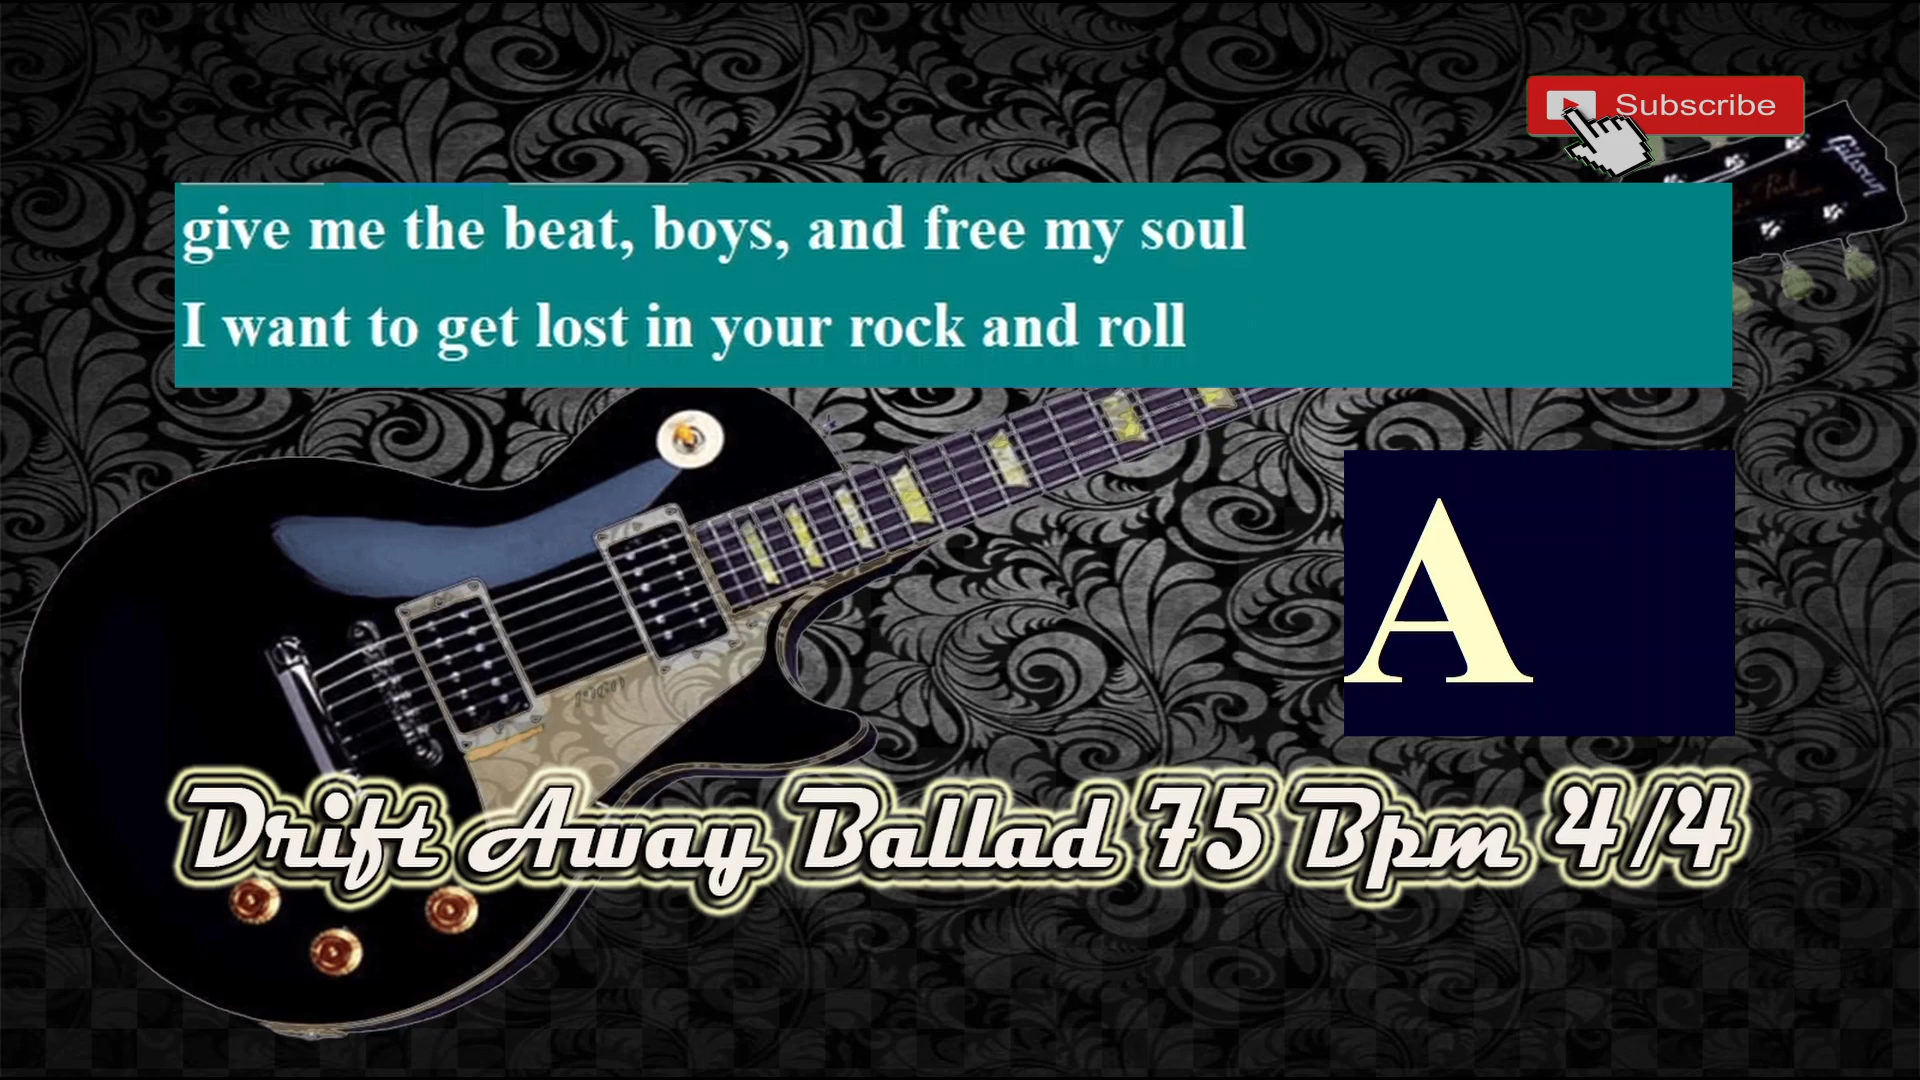 Subscribe
Gibson
give me the beat, boys, and free my soul
I want to get lost in your rock and roll
A
Drift Away Ballad 75 Bpm 4/4